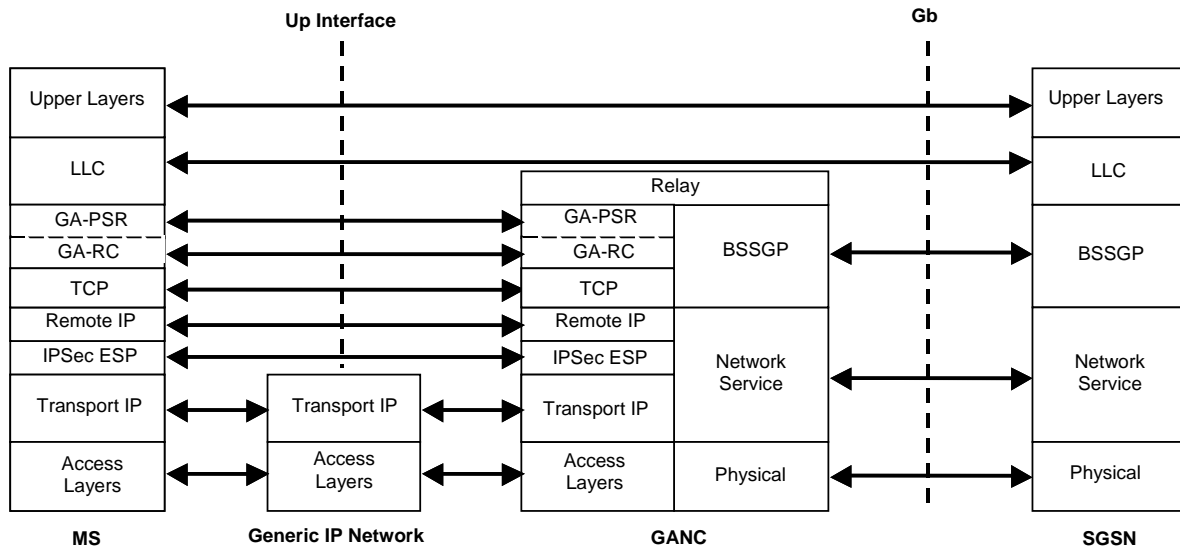 Up Interface
Gb
Upper Layers
Upper Layers
LLC
LLC
Relay
GA-PSR
GA-PSR
GA-RC
GA-RC
BSSGP
BSSGP
TCP
TCP
Remote IP
Remote IP
IPSec ESP
IPSec ESP
Network
Service
Network
Service
Transport IP
Transport IP
Transport IP
Access
Layers
Access
Layers
Access
Layers
Physical
Physical
MS
Generic IP Network
GANC
SGSN